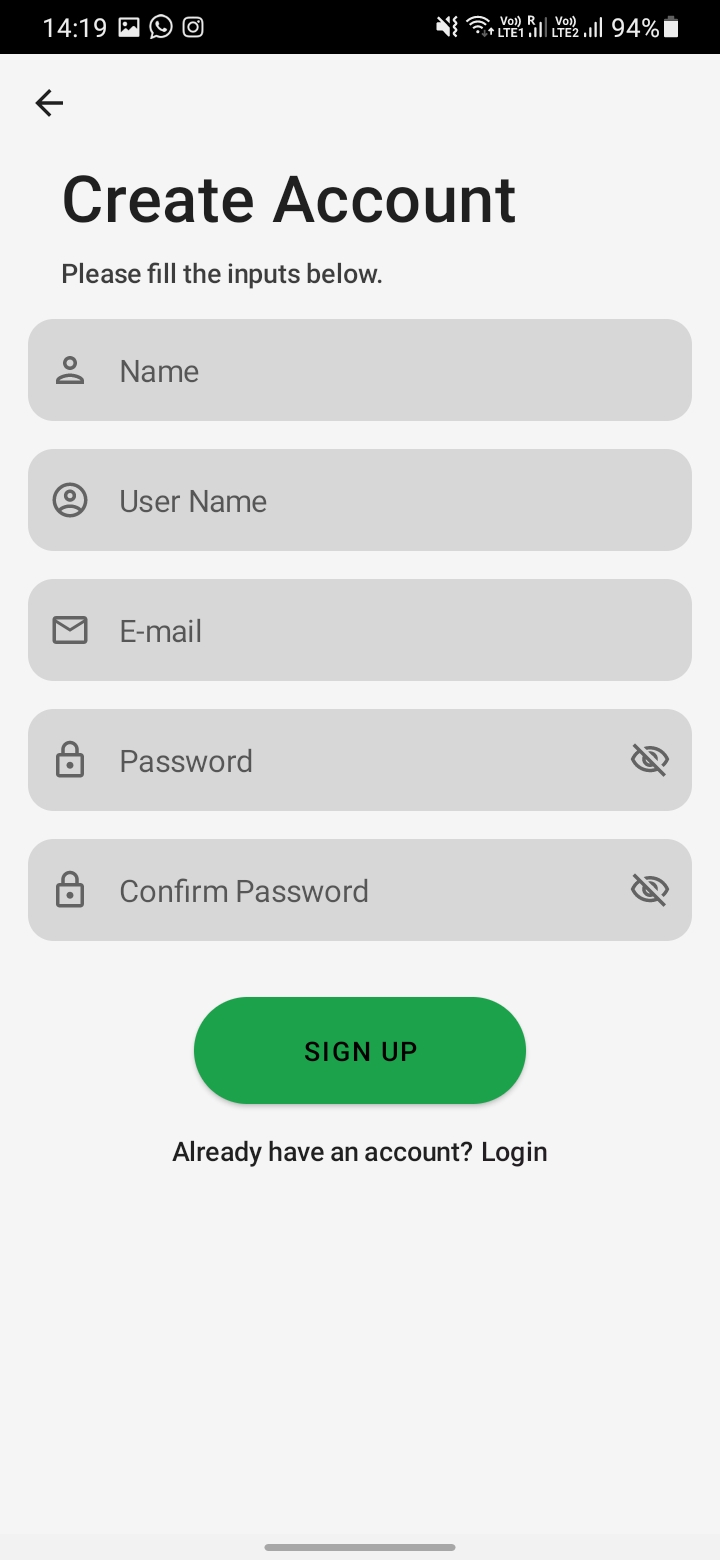 14:19 Vo)) LTE1 R Vo)) LTE2 94%
Create Account
Please fill the inputs below.
Name
User Name
E-mail
Password
Confirm Password
SIGN UP
Already have an account? Login